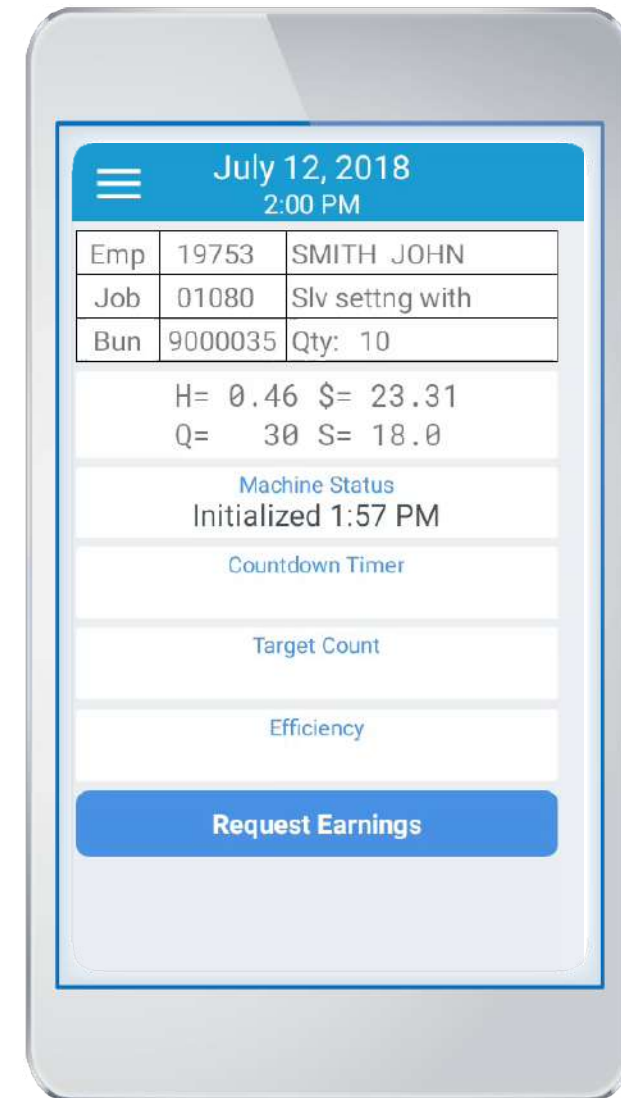 July 12, 2018
2:00 PM
Emp 19753 SMITH JOHN
Job 01080 Slv settng with
Bun 9000035 Qty: 10
H= 0.46 $= 23.31
Q= 30 S= 18.0
Machine Status
Initialized 1:57 PM
Countdown Timer
Target Count
Efficiency
Request Earnings